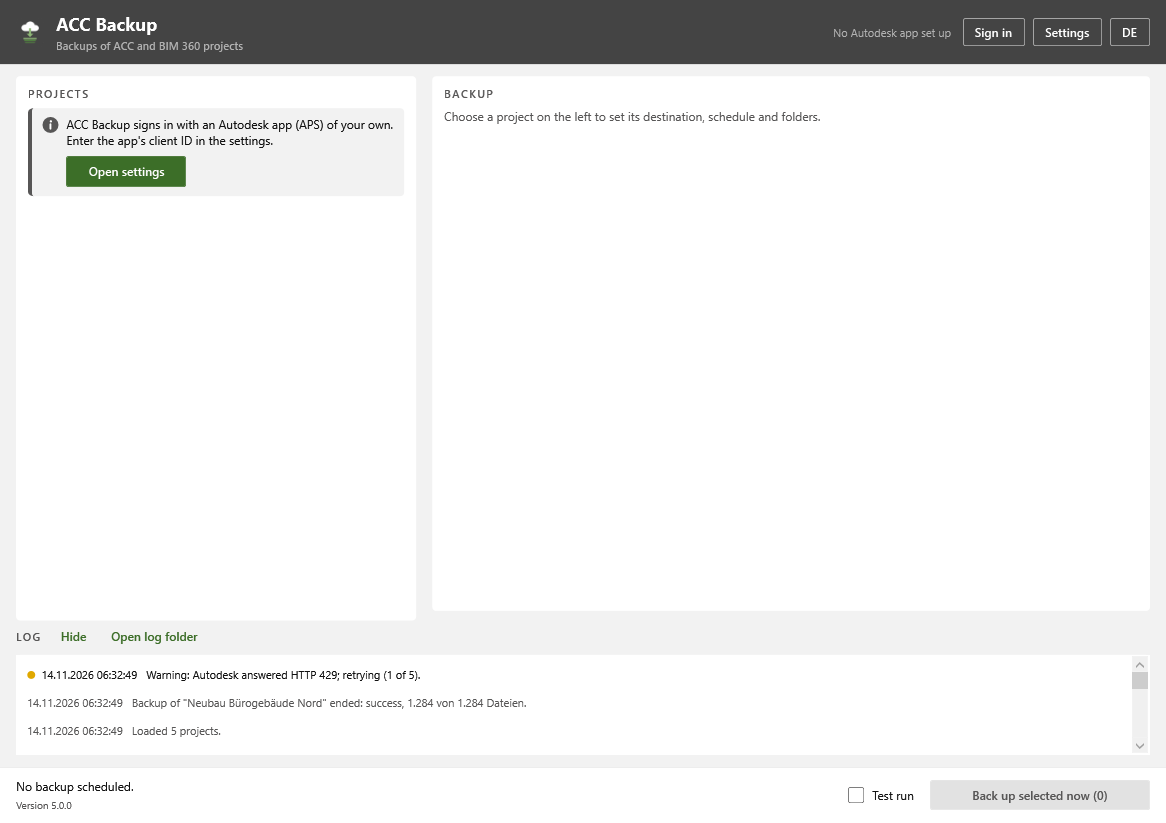 ACC Backup
Backups of ACC and BIM 360 projects
No Autodesk app set up
Sign in
Settings
DE
PROJECTS
ACC Backup signs in with an Autodesk app (APS) of your own.
Enter the app's client ID in the settings.
Open settings
BACKUP
Choose a project on the left to set its destination, schedule and folders.
LOG
Hide
Open log folder
14.11.2026 06:32:49 Warning: Autodesk answered HTTP 429; retrying (1 of 5).
14.11.2026 06:32:49 Backup of "Neubau Bürogebäude Nord" ended: success, 1.284 von 1.284 Dateien.
14.11.2026 06:32:49 Loaded 5 projects.
No backup scheduled.
Version 5.0.0
Test run
Back up selected now (0)